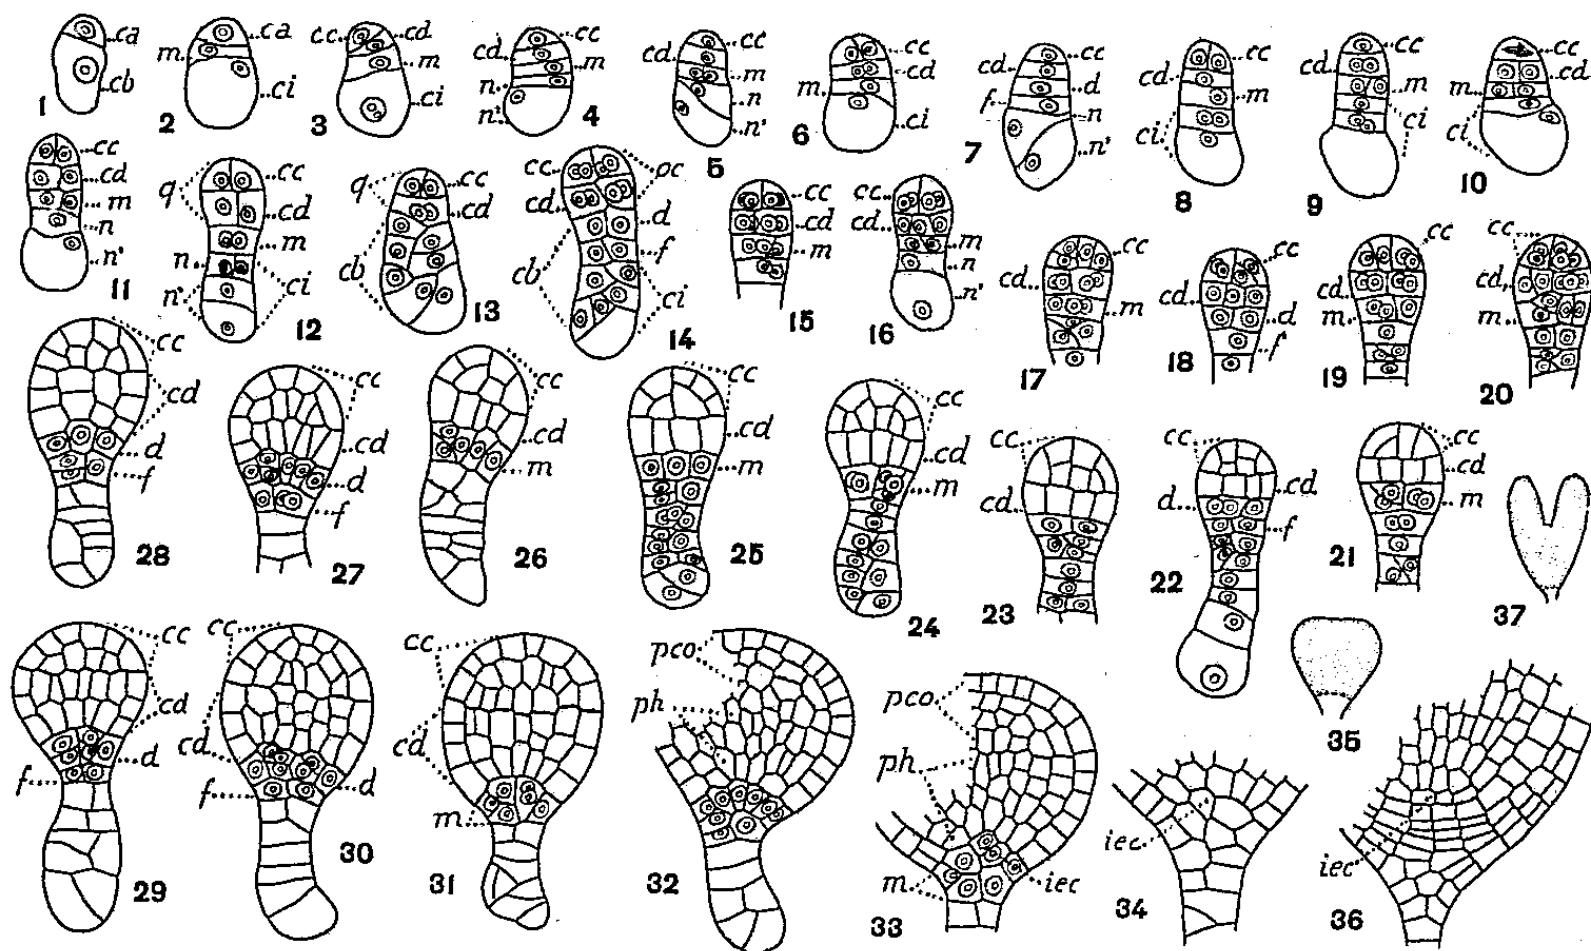 ca
cb
1
ca
m
ci
2
cc
cd
m
ci
3
cc
cd
m
n
n'
4
cc
cd
m
n
n'
5
cc
cd
m
ci
6
cc
cd
d
f
n
n'
7
cc
cd
m
ci
8
cc
cd
m
ci
9
cc
cd
m
ci
10
cc
cd
m
n
n'
11
q
cc
cd
m
n
n'
ci
12
q
cc
cd
cb
13
cc
pc
cd
d
f
cb
ci
14
cc
cd
m
15
cc
cd
m
n
n'
16
cc
cd
m
17
cc
cd
d
f
18
cc
cd
m
19
cc
cd
m
20
cc
cd
d
f
28
cc
cd
d
f
27
cc
cd
m
26
cc
cd
m
25
cc
cd
m
24
cc
cd
23
cc
cd
d
f
22
cc
cd
m
21
37
cc
cd
d
f
29
cc
cd
d
f
30
cc
cd
m
31
pco
ph
32
pco
ph
m
iec
33
iec
34
35
iec
36